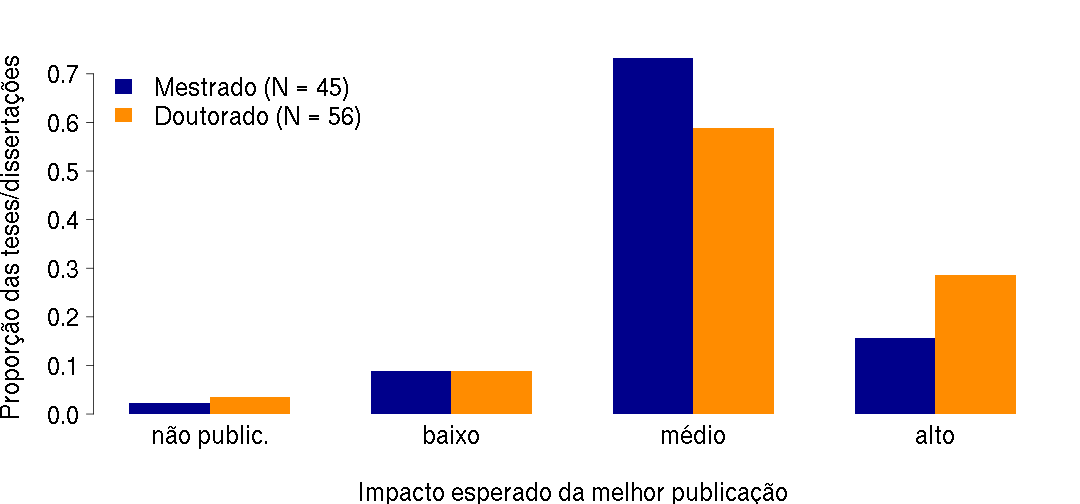 Proporção das teses/dissertações
0.7
0.6
0.5
0.4
0.3
0.2
0.1
0.0
Mestrado (N = 45)
Doutorado (N = 56)
não public.
baixo
médio
alto
Impacto esperado da melhor publicação